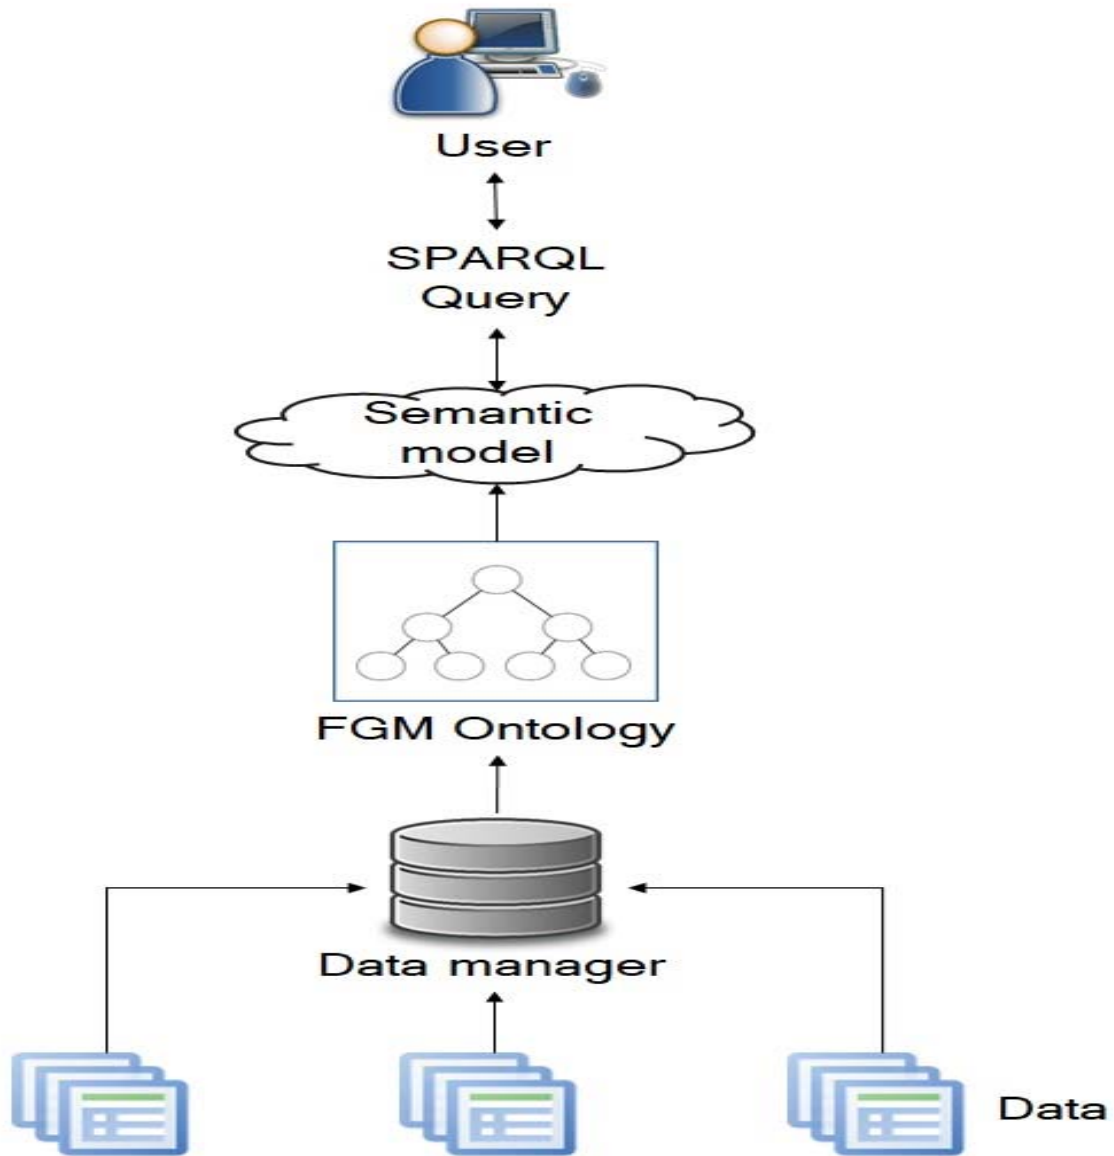 User
SPARQL
Query
Semantic
model
FGM Ontology
Data manager
Data